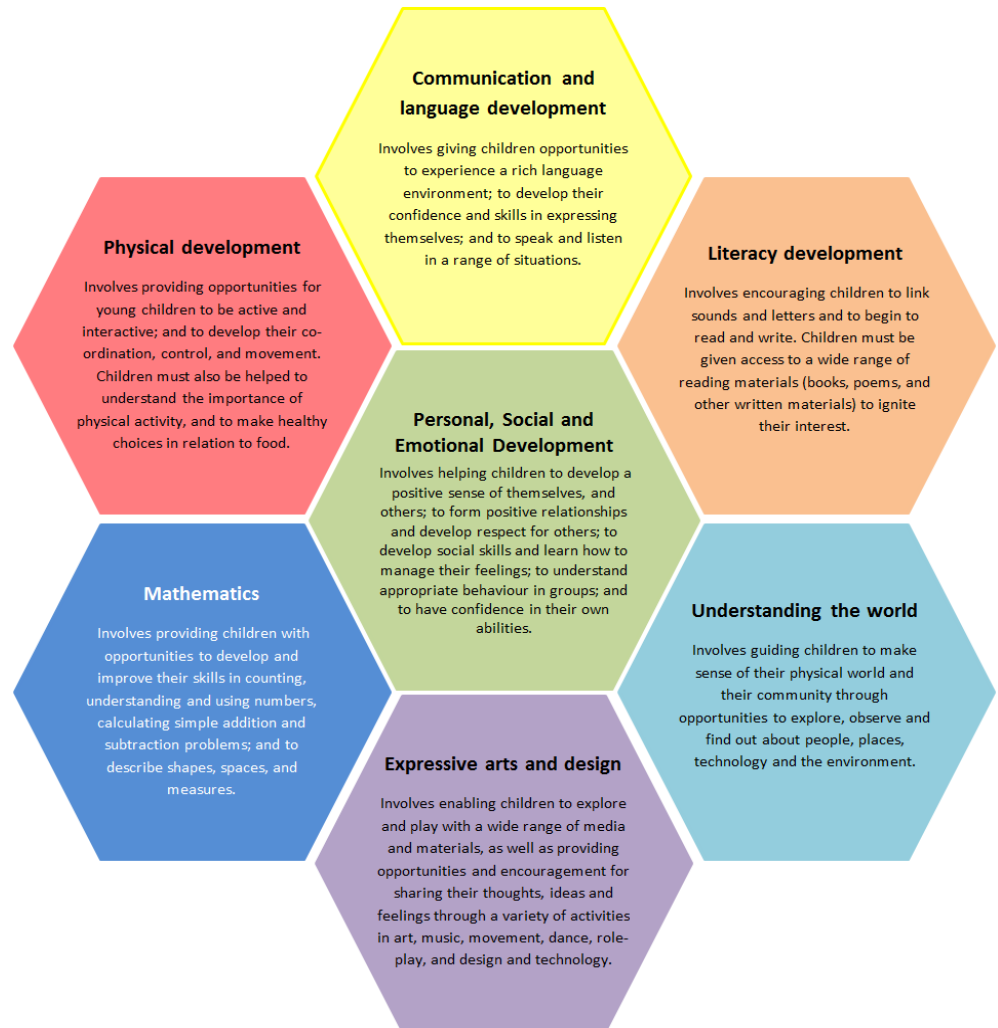 Communication and
language development
Involves giving children opportunities
to experience a rich language
environment; to develop their
confidence and skills in expressing
themselves; and to speak and listen
in a range of situations.
Physical development
Involves providing opportunities for
young children to be active and
interactive; and to develop their co-
ordination, control, and movement.
Children must also be helped to
understand the importance of
physical activity, and to make healthy
choices in relation to food.
Literacy development
Involves encouraging children to link
sounds and letters and to begin to
read and write. Children must be
given access to a wide range of
reading materials (books, poems, and
other written materials) to ignite
their interest.
Personal, Social and
Emotional Development
Involves helping children to develop a
positive sense of themselves, and
others; to form positive relationships
and develop respect for others; to
develop social skills and learn how to
manage their feelings; to understand
appropriate behaviour in groups; and
to have confidence in their own
abilities.
Mathematics
Involves providing children with
opportunities to develop and
improve their skills in counting,
understanding and using numbers,
calculating simple addition and
subtraction problems; and to
describe shapes, spaces, and
measures.
Understanding the world
Involves guiding children to make
sense of their physical world and
their community through
opportunities to explore, observe and
find out about people, places,
technology and the environment.
Expressive arts and design
Involves enabling children to explore
and play with a wide range of media
and materials, as well as providing
opportunities and encouragement for
sharing their thoughts, ideas and
feelings through a variety of activities
in art, music, movement, dance, role-
play, and design and technology.